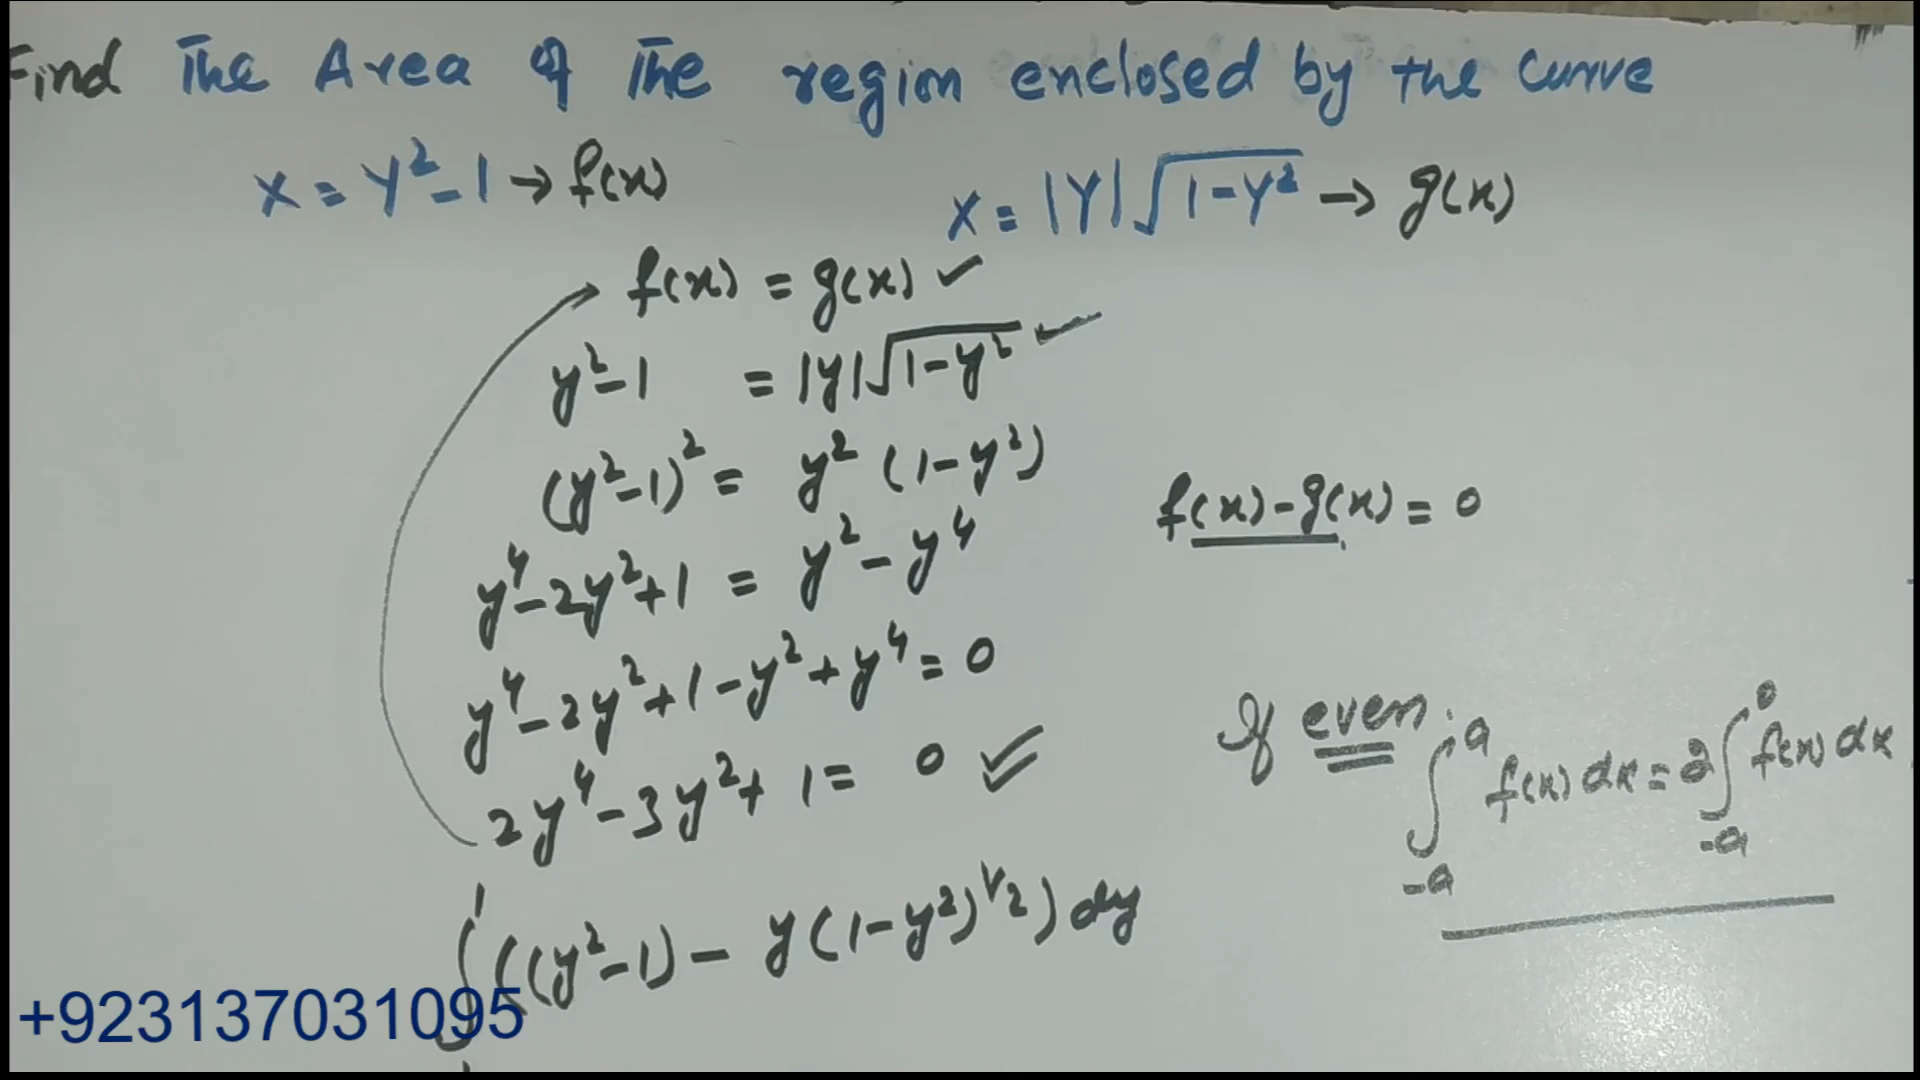 Find The Area of The region enclosed by the curve
x = y² - 1 → f(x)
x = |y|√(1-y²) → g(x)
f(x) = g(x) ✓
y² - 1 = |y|√(1-y²) ✓
(y² - 1)² = y² (1 - y²)
y⁴ - 2y² + 1 = y² - y⁴
f(x) - g(x) = 0
y⁴ - 2y² + 1 - y² + y⁴ = 0
2y⁴ - 3y² + 1 = 0 ✓
If even ∫₋ₐᵃ f(x) dx = 2∫₋ₐ⁰ f(x) dx
∫ ((y² - 1) - y(1 - y²)^1/2) dy
+923137031095